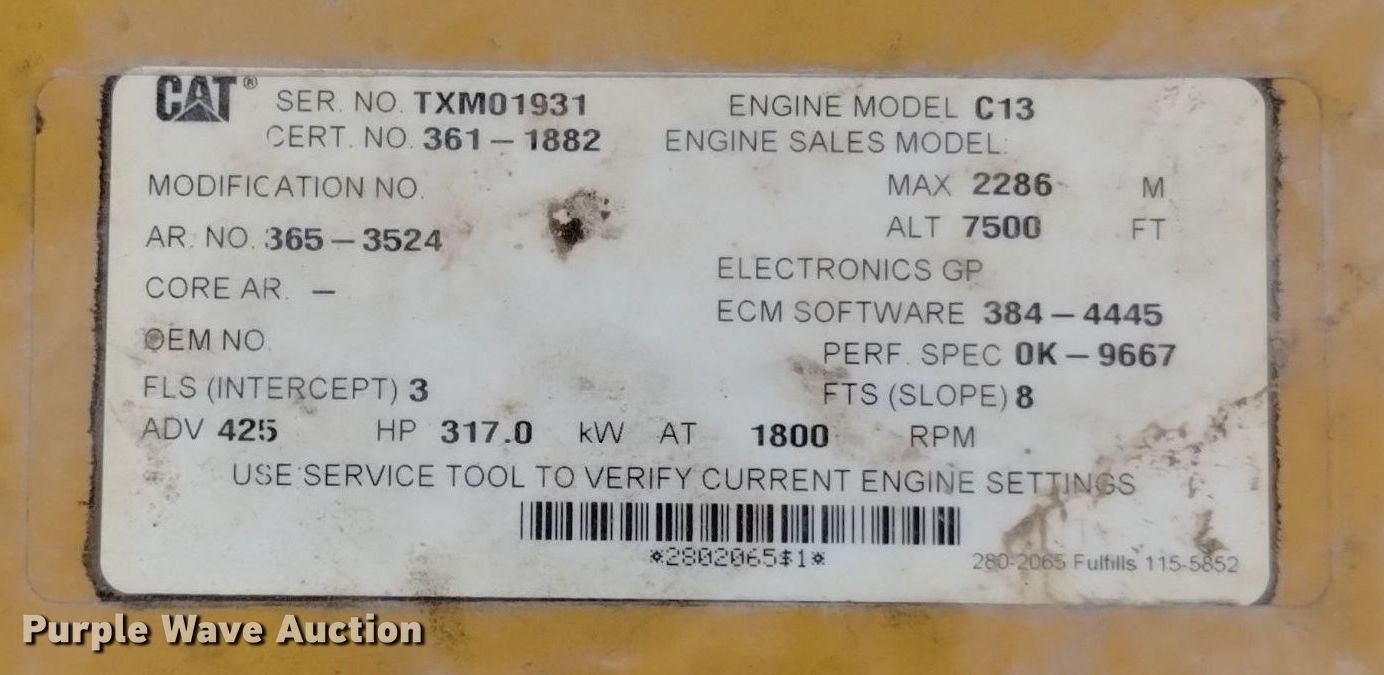 CAT® SER. NO. TXM01931 ENGINE MODEL C13
CERT. NO. 361-1882 ENGINE SALES MODEL:
MODIFICATION NO. MAX 2286 M
AR. NO. 365-3524 ALT 7500 FT
ELECTRONICS GP
CORE AR. -
ECM SOFTWARE 384-4445
OEM NO.
PERF. SPEC 0K-9667
FLS (INTERCEPT) 3 FTS (SLOPE) 8
ADV 425 HP 317.0 kW AT 1800 RPM
USE SERVICE TOOL TO VERIFY CURRENT ENGINE SETTINGS
*2802065$1*
280-2065 Fulfills 115-5852
Purple Wave Auction